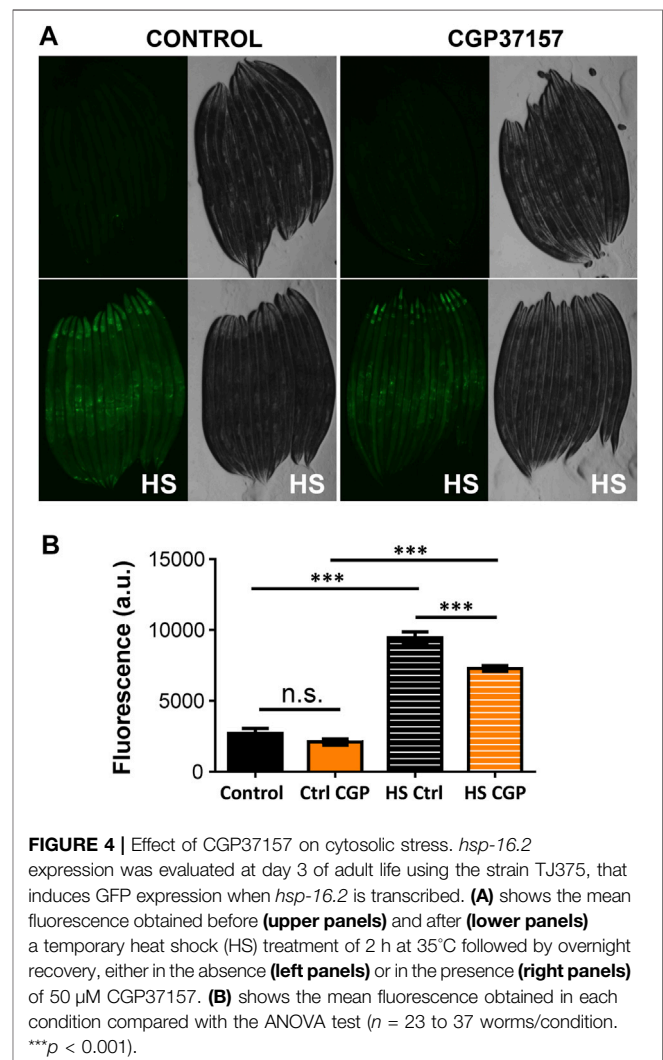 A
CONTROL
CGP37157
HS
HS
HS
HS
B
Fluorescence (a.u.)
15000
10000
5000
0
***
***
***
n.s.
Control
Ctrl CGP
HS Ctrl
HS CGP
FIGURE 4 | Effect of CGP37157 on cytosolic stress. hsp-16.2
expression was evaluated at day 3 of adult life using the strain TJ375, that
induces GFP expression when hsp-16.2 is transcribed. (A) shows the mean
fluorescence obtained before (upper panels) and after (lower panels)
a temporary heat shock (HS) treatment of 2 h at 35°C followed by overnight
recovery, either in the absence (left panels) or in the presence (right panels)
of 50 µM CGP37157. (B) shows the mean fluorescence obtained in each
condition compared with the ANOVA test (n = 23 to 37 worms/condition.
***p < 0.001).